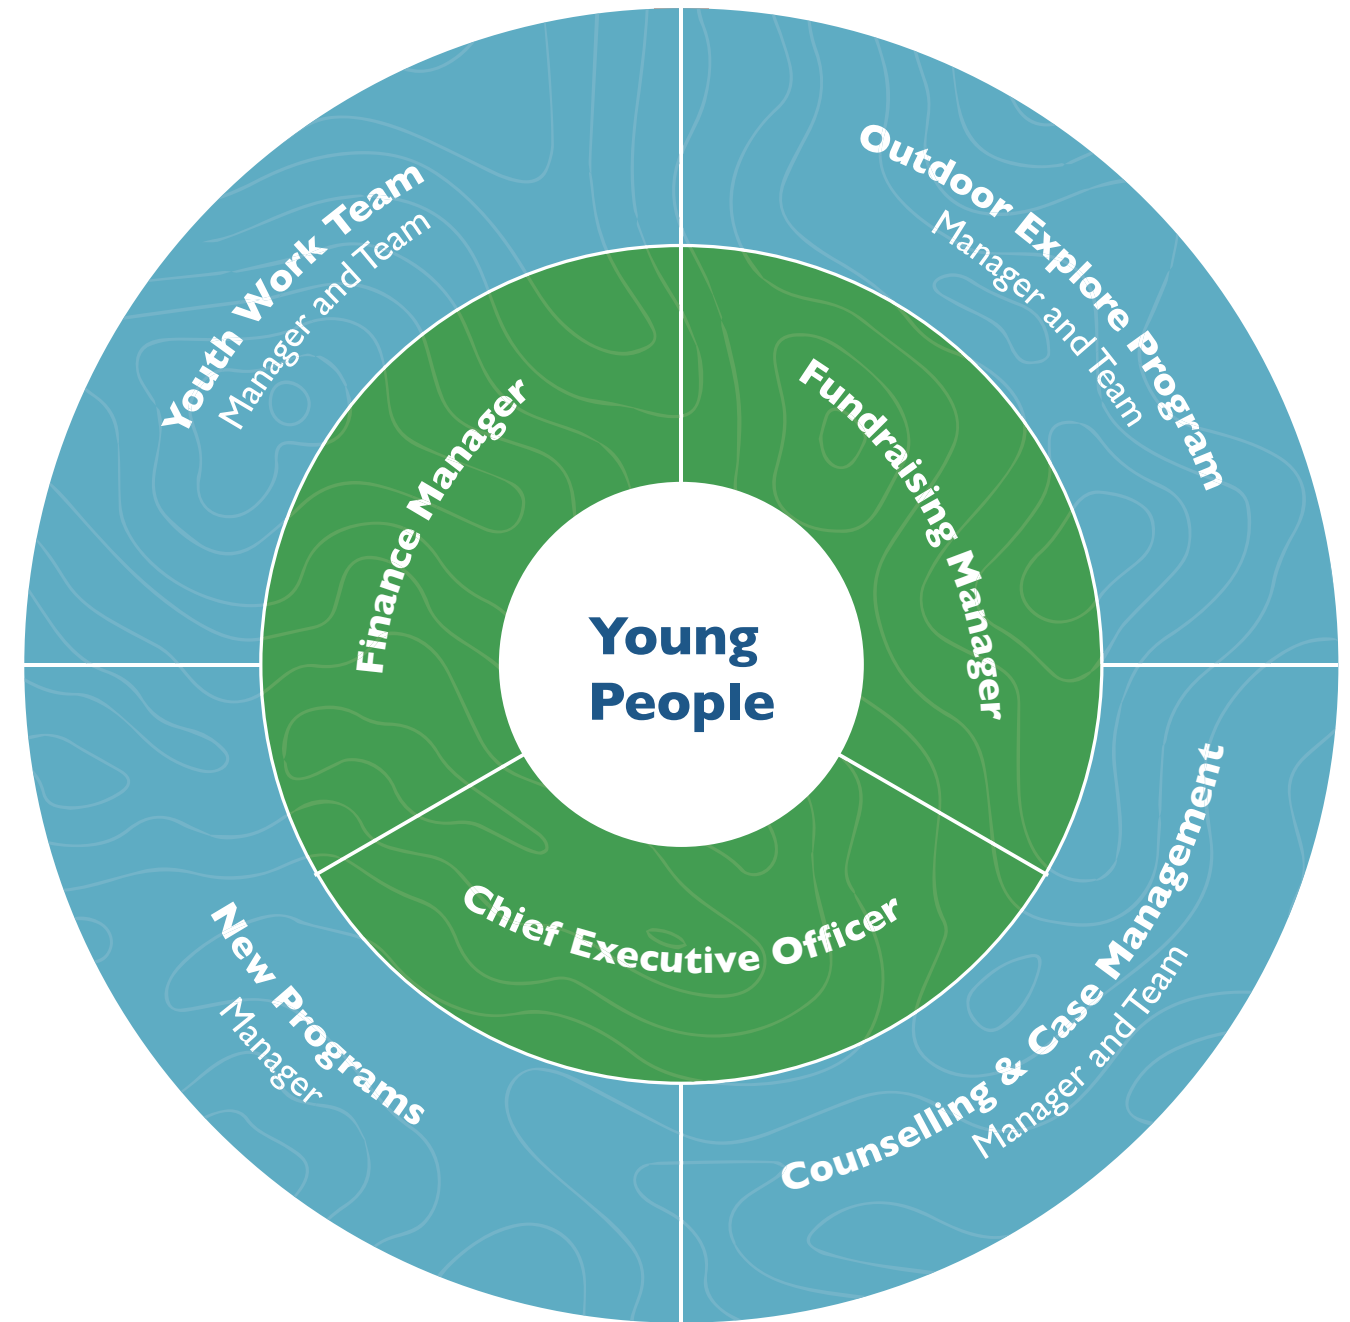 Youth Work Team
Manager and Team
Outdoor Explore Program
Manager and Team
Finance Manager
Fundraising Manager
Young
People
Chief Executive Officer
New Programs
Manager
Counselling & Case Management
Manager and Team